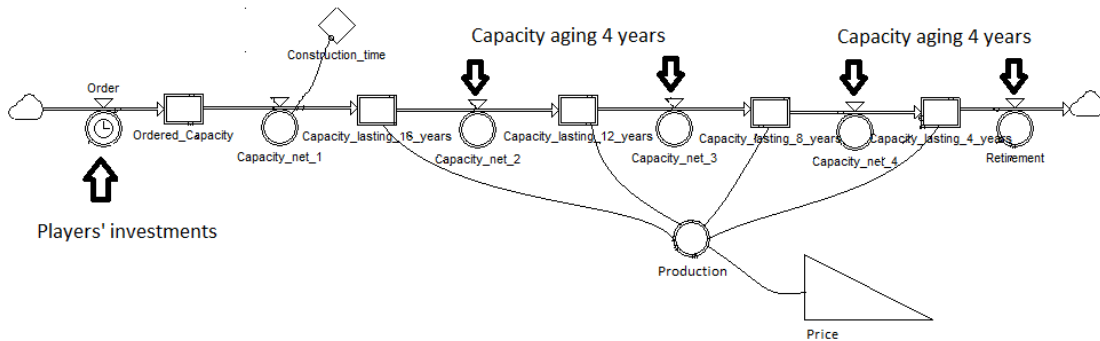 Capacity aging 4 years
Capacity aging 4 years
Construction_time
Order
Ordered_Capacity
Capacity_lasting_16_years
Capacity_lasting_12_years
Capacity_lasting_8_years
Capacity_lasting_4_years
Capacity_net_1
Capacity_net_2
Capacity_net_3
Capacity_net_4
Retirement
Players' investments
Production
Price